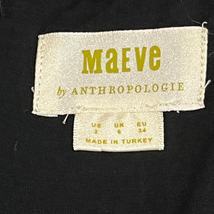 MAEVE
by ANTHROPOLOGIE
US UK EU
2 6 34
MADE IN TURKEY